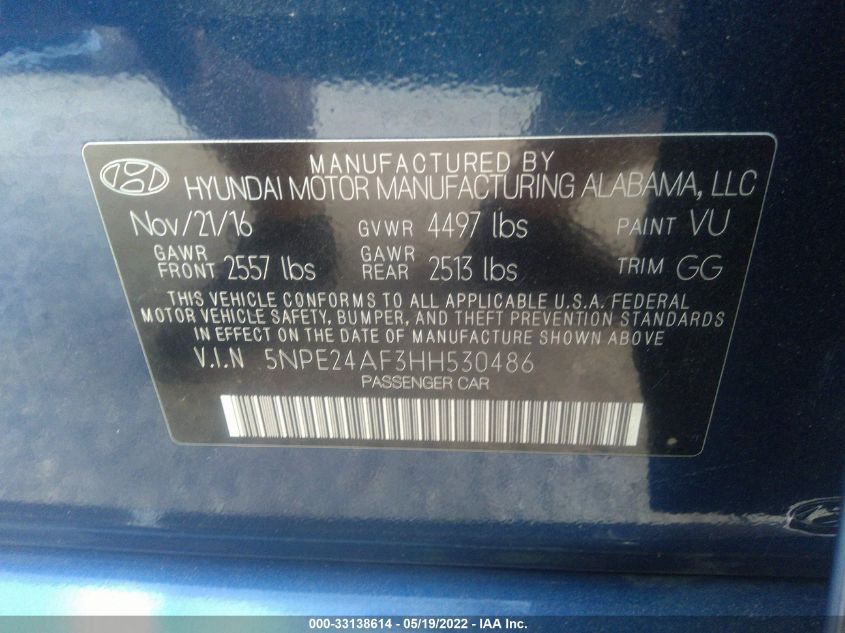 MANUFACTURED BY
HYUNDAI MOTOR MANUFACTURING ALABAMA, LLC
Nov/21/16 GVWR 4497 lbs PAINT VU
GAWR FRONT 2557 lbs GAWR REAR 2513 lbs TRIM GG
THIS VEHICLE CONFORMS TO ALL APPLICABLE U.S.A. FEDERAL
MOTOR VEHICLE SAFETY, BUMPER, AND THEFT PREVENTION STANDARDS
IN EFFECT ON THE DATE OF MANUFACTURE SHOWN ABOVE
V.I.N 5NPE24AF3HH530486
PASSENGER CAR
000-33138614 - 05/19/2022 - IAA Inc.